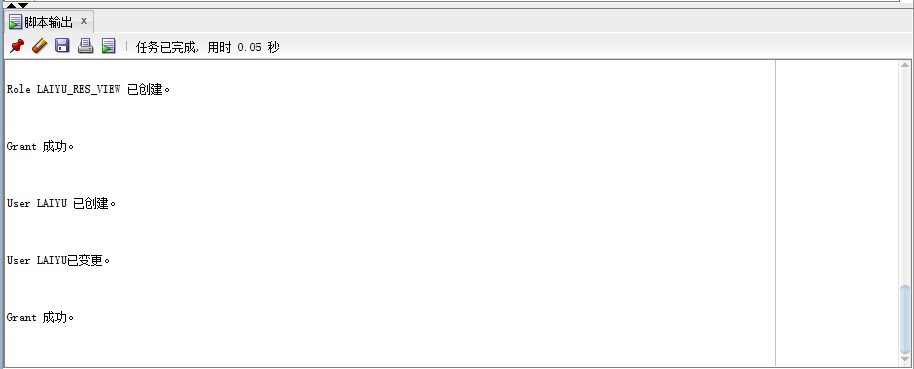 脚本输出 x
任务已完成, 用时 0.05 秒
Role LAIYU_RES_VIEW 已创建。
Grant 成功。
User LAIYU 已创建。
User LAIYU已变更。
Grant 成功。